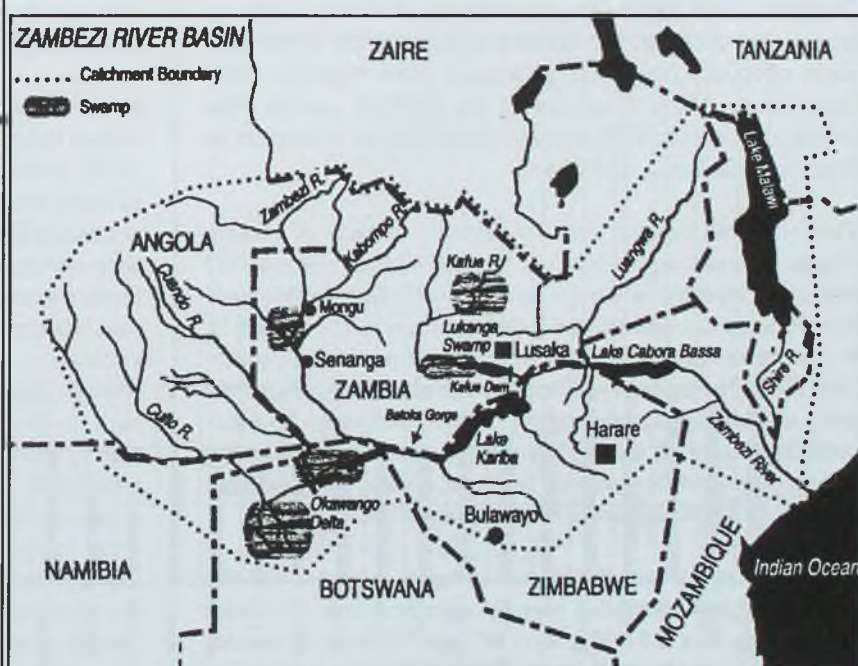 ZAMBEZI RIVER BASIN
Catchment Boundary
Swamp
ZAIRE
TANZANIA
Lake Malawi
ANGOLA
Zambezi R.
Kabompo R.
Luangwa R.
Kafue R/
Cuando R.
Mongu
Lukanga
Swamp
Lusaka
Lake Cabora Bassa
Senanga
ZAMBIA
Kafue Dam
Shire R.
Cuito R.
Batoka Gorge
Lake
Kariba
Harare
Zambezi River
Okawango
Delta
Bulawayo
NAMIBIA
BOTSWANA
ZIMBABWE
MOZAMBIQUE
Indian Ocean